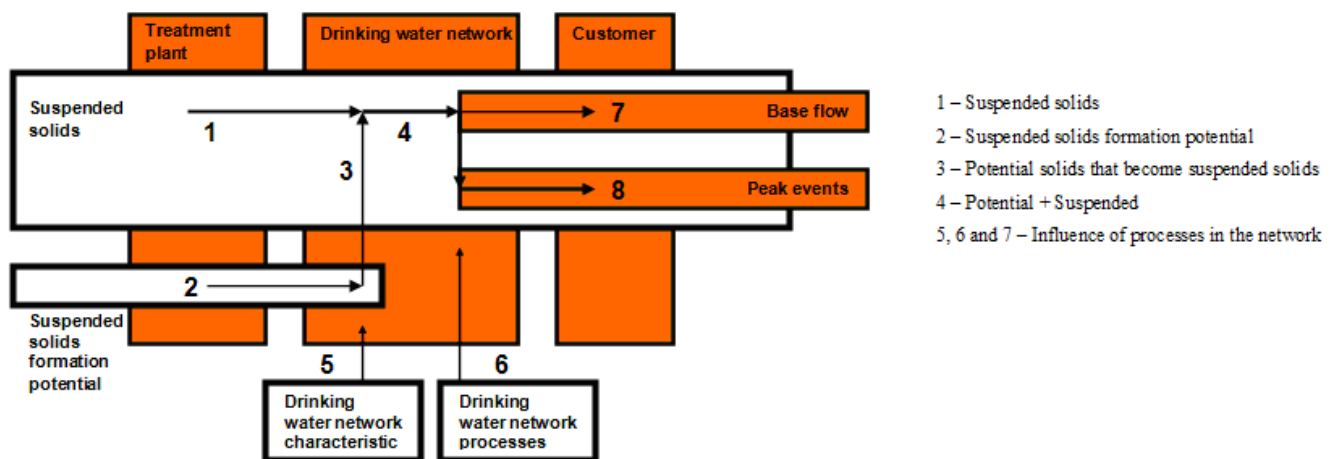 Treatment
plant
Drinking water network
Customer
Suspended
solids
1
4
7
Base flow
3
8
Peak events
2
Suspended
solids
formation
potential
5
6
Drinking
water network
characteristic
Drinking
water network
processes
1 – Suspended solids
2 – Suspended solids formation potential
3 – Potential solids that become suspended solids
4 – Potential + Suspended
5, 6 and 7 – Influence of processes in the network